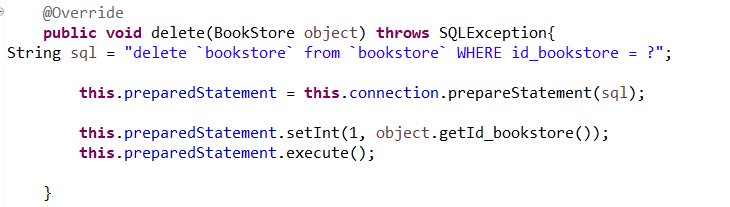 @Override
public void delete(BookStore object) throws SQLException{
String sql = "delete `bookstore` from `bookstore` WHERE id_bookstore = ?";
this.preparedStatement = this.connection.prepareStatement(sql);
this.preparedStatement.setInt(1, object.getId_bookstore());
this.preparedStatement.execute();
}